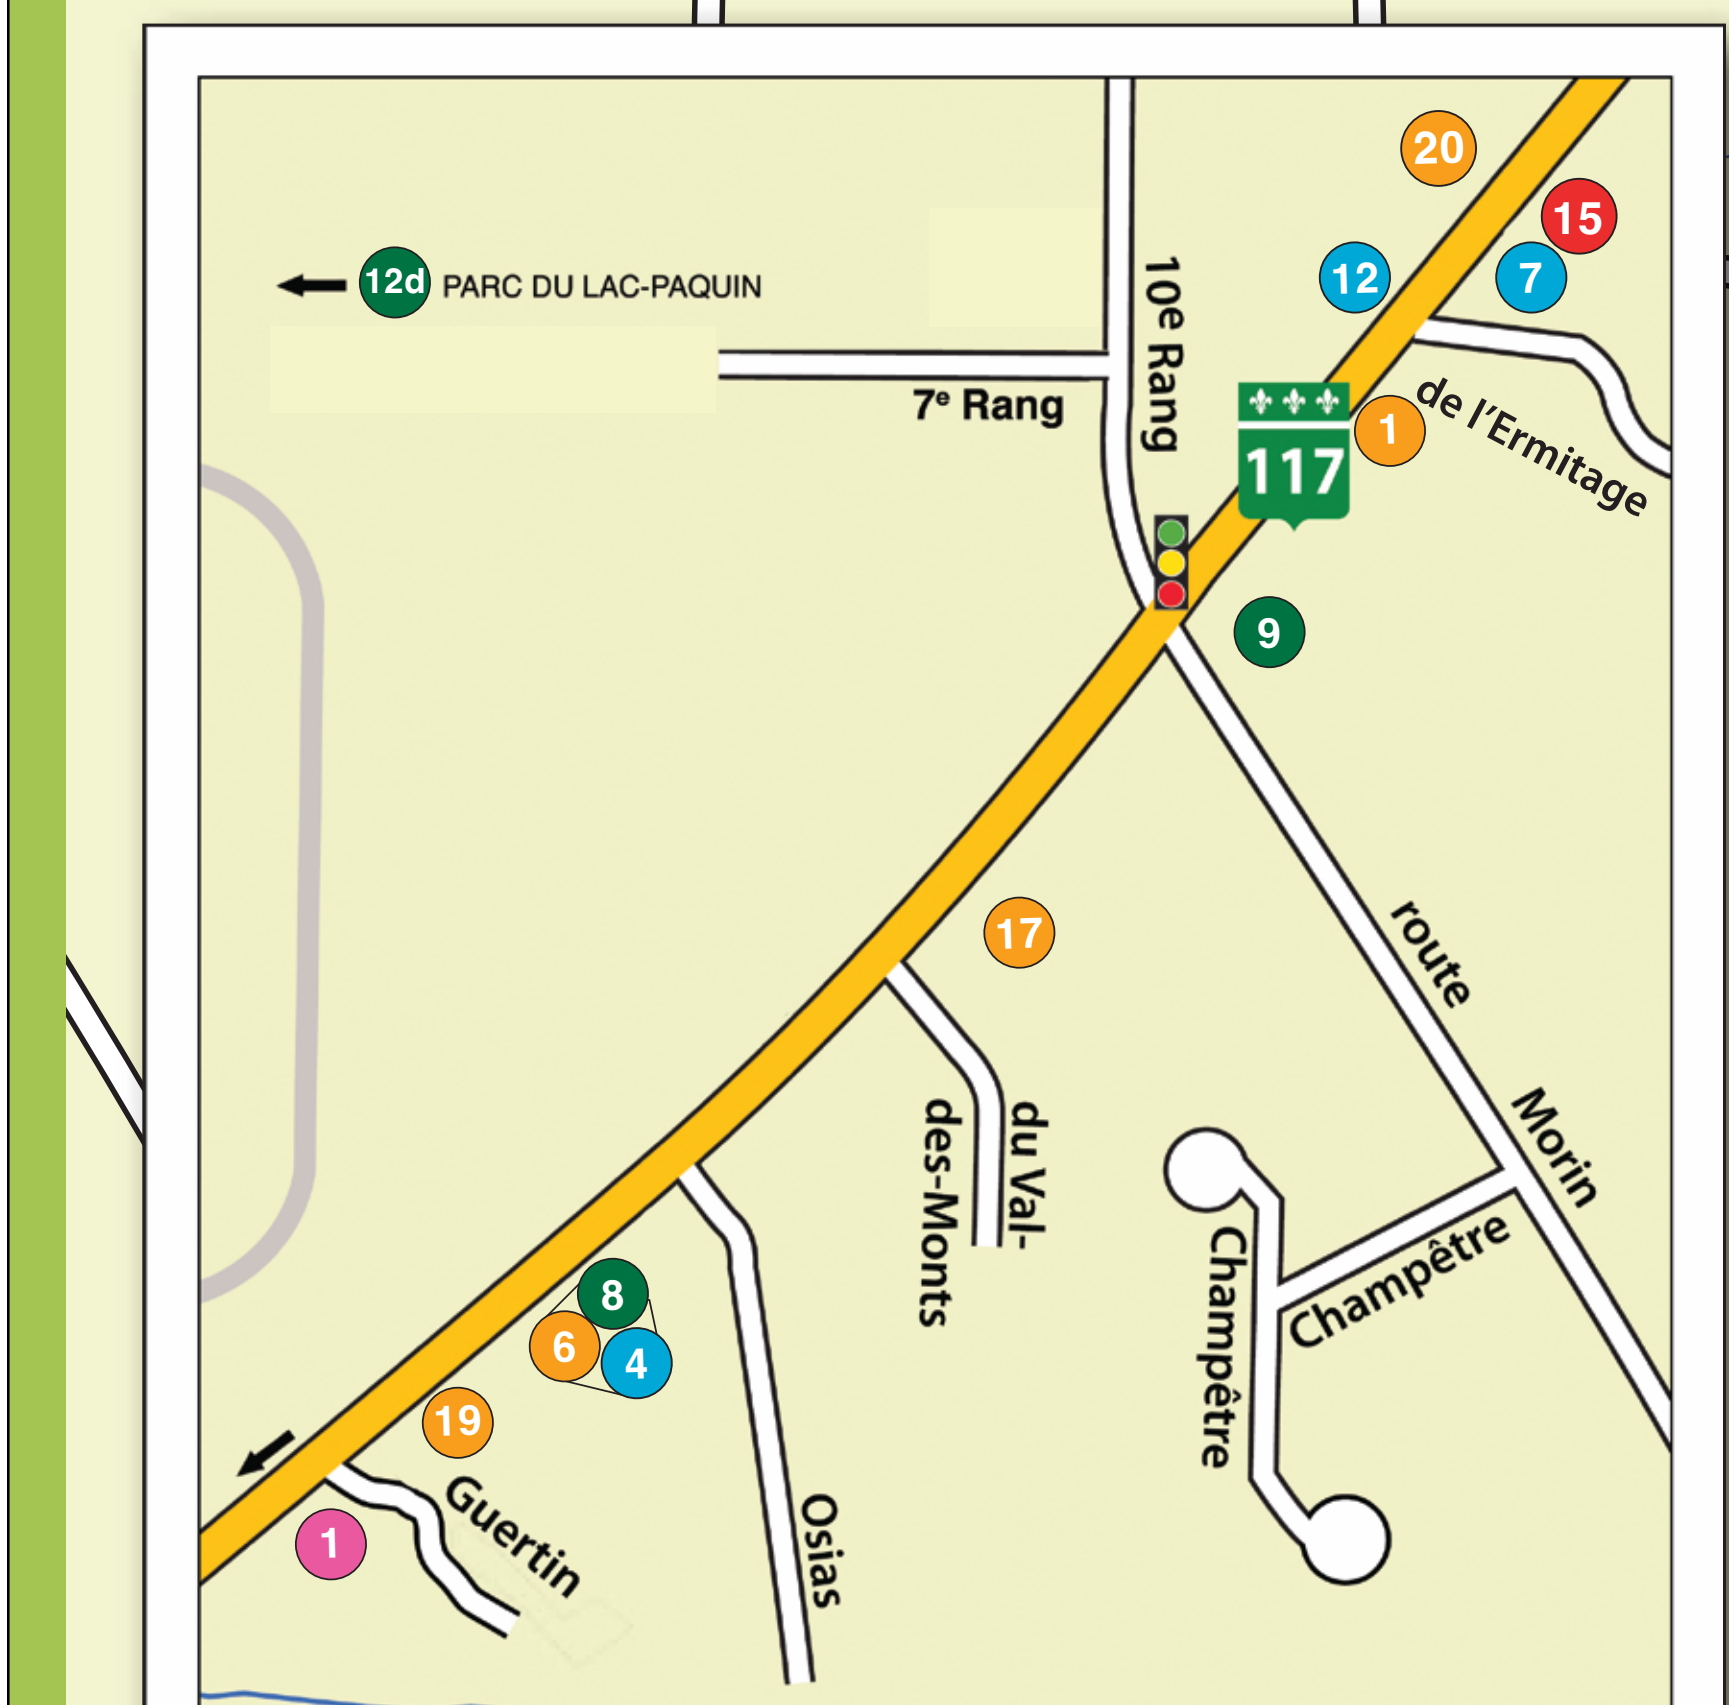 20
15
12d PARC DU LAC-PAQUIN
12
7
10e Rang
7e Rang
de l'Ermitage
1
117
9
17
route
Morin
du Val-
des-Monts
Champêtre
Champêtre
8
6
4
19
Guertin
1
Osias